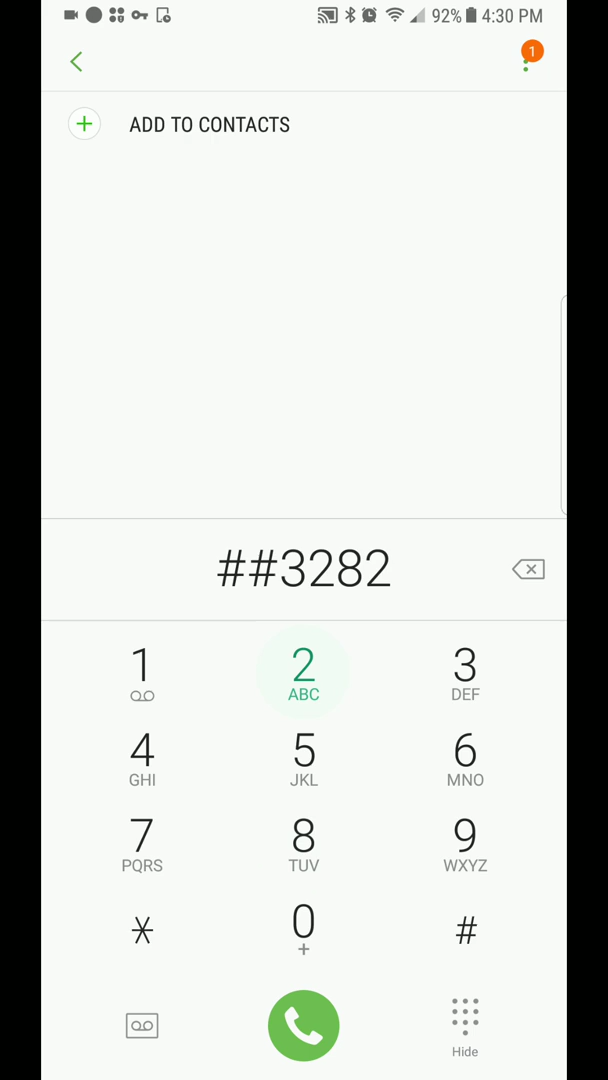 92% 4:30 PM
1
ADD TO CONTACTS
##3282
1 2 3
ABC DEF
4 5 6
GHI JKL MNO
7 8 9
PQRS TUV WXYZ
* 0 #
+
Hide